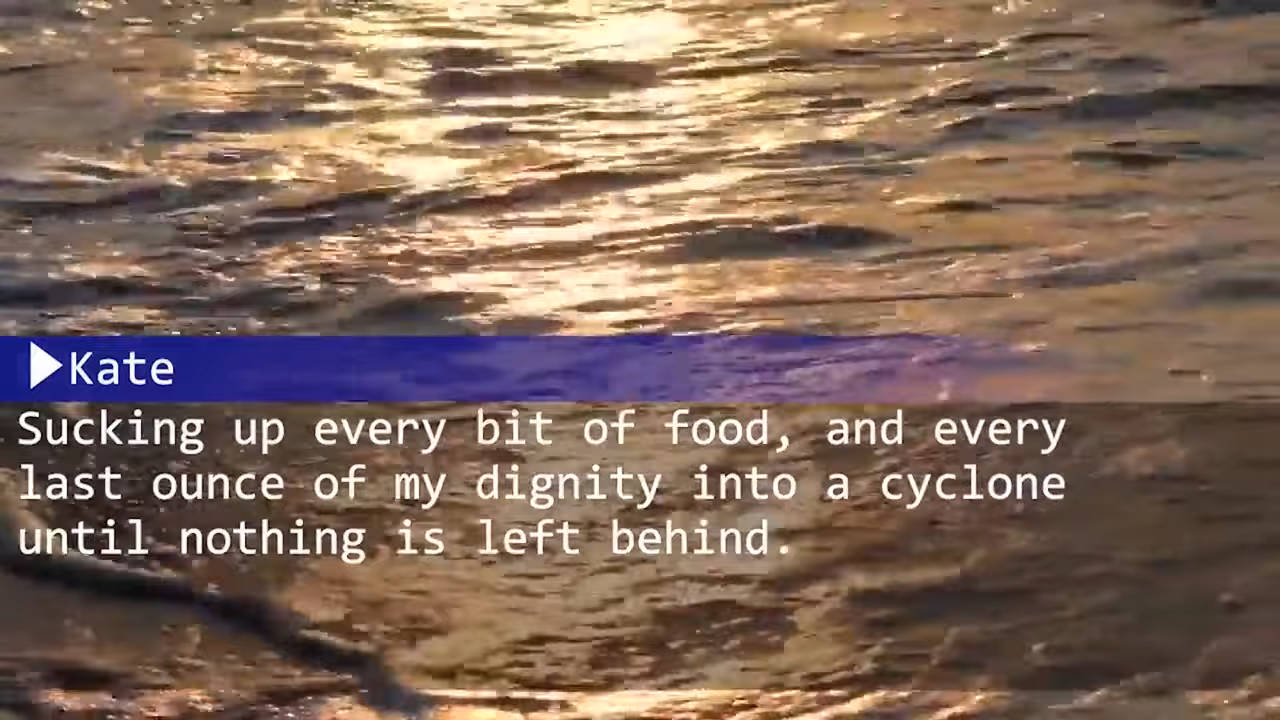 Kate
Sucking up every bit of food, and every
last ounce of my dignity into a cyclone
until nothing is left behind.